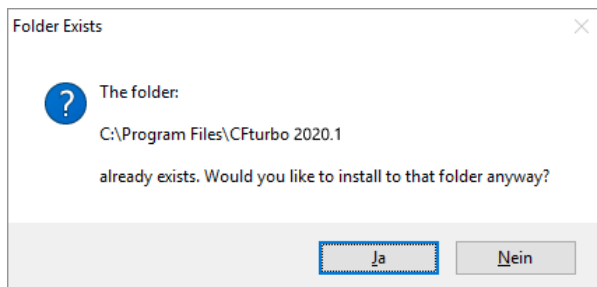 Folder Exists
The folder:
C:\Program Files\CFturbo 2020.1
already exists. Would you like to install to that folder anyway?
Ja
Nein